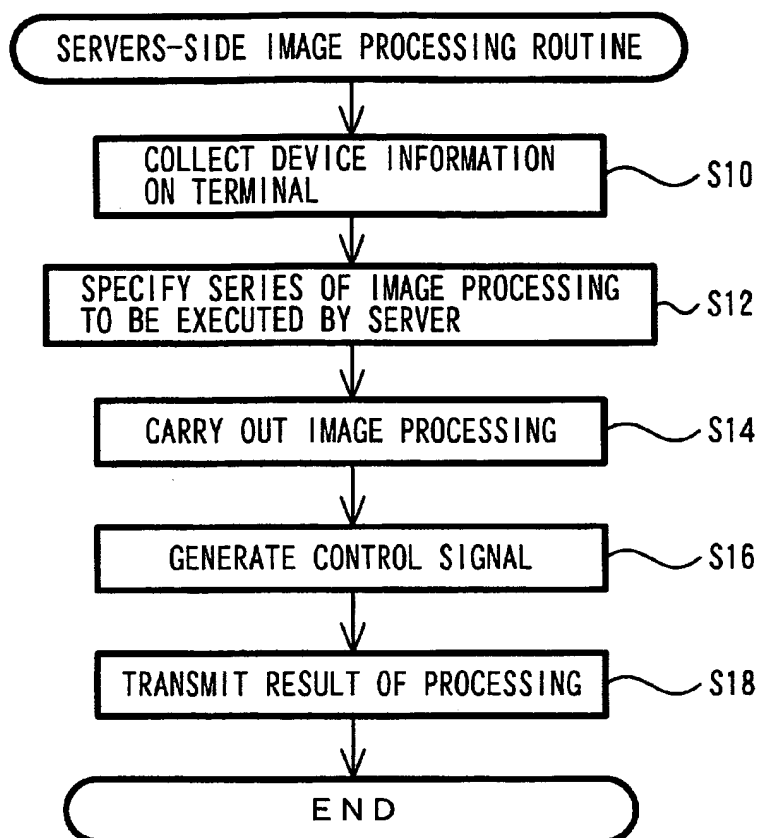 SERVERS-SIDE IMAGE PROCESSING ROUTINE
COLLECT DEVICE INFORMATION
ON TERMINAL
S10
SPECIFY SERIES OF IMAGE PROCESSING
TO BE EXECUTED BY SERVER
S12
CARRY OUT IMAGE PROCESSING
S14
GENERATE CONTROL SIGNAL
S16
TRANSMIT RESULT OF PROCESSING
S18
END